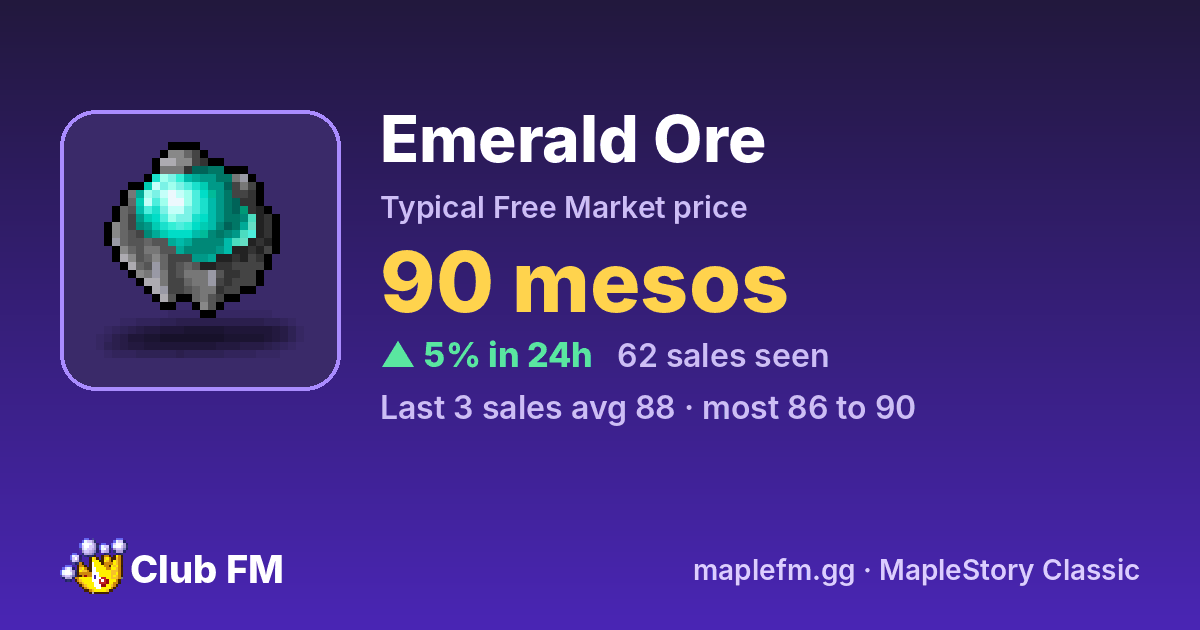 Emerald Ore
Typical Free Market price
90 mesos
▲ 5% in 24h 62 sales seen
Last 3 sales avg 88 · most 86 to 90
Club FM
maplefm.gg · MapleStory Classic